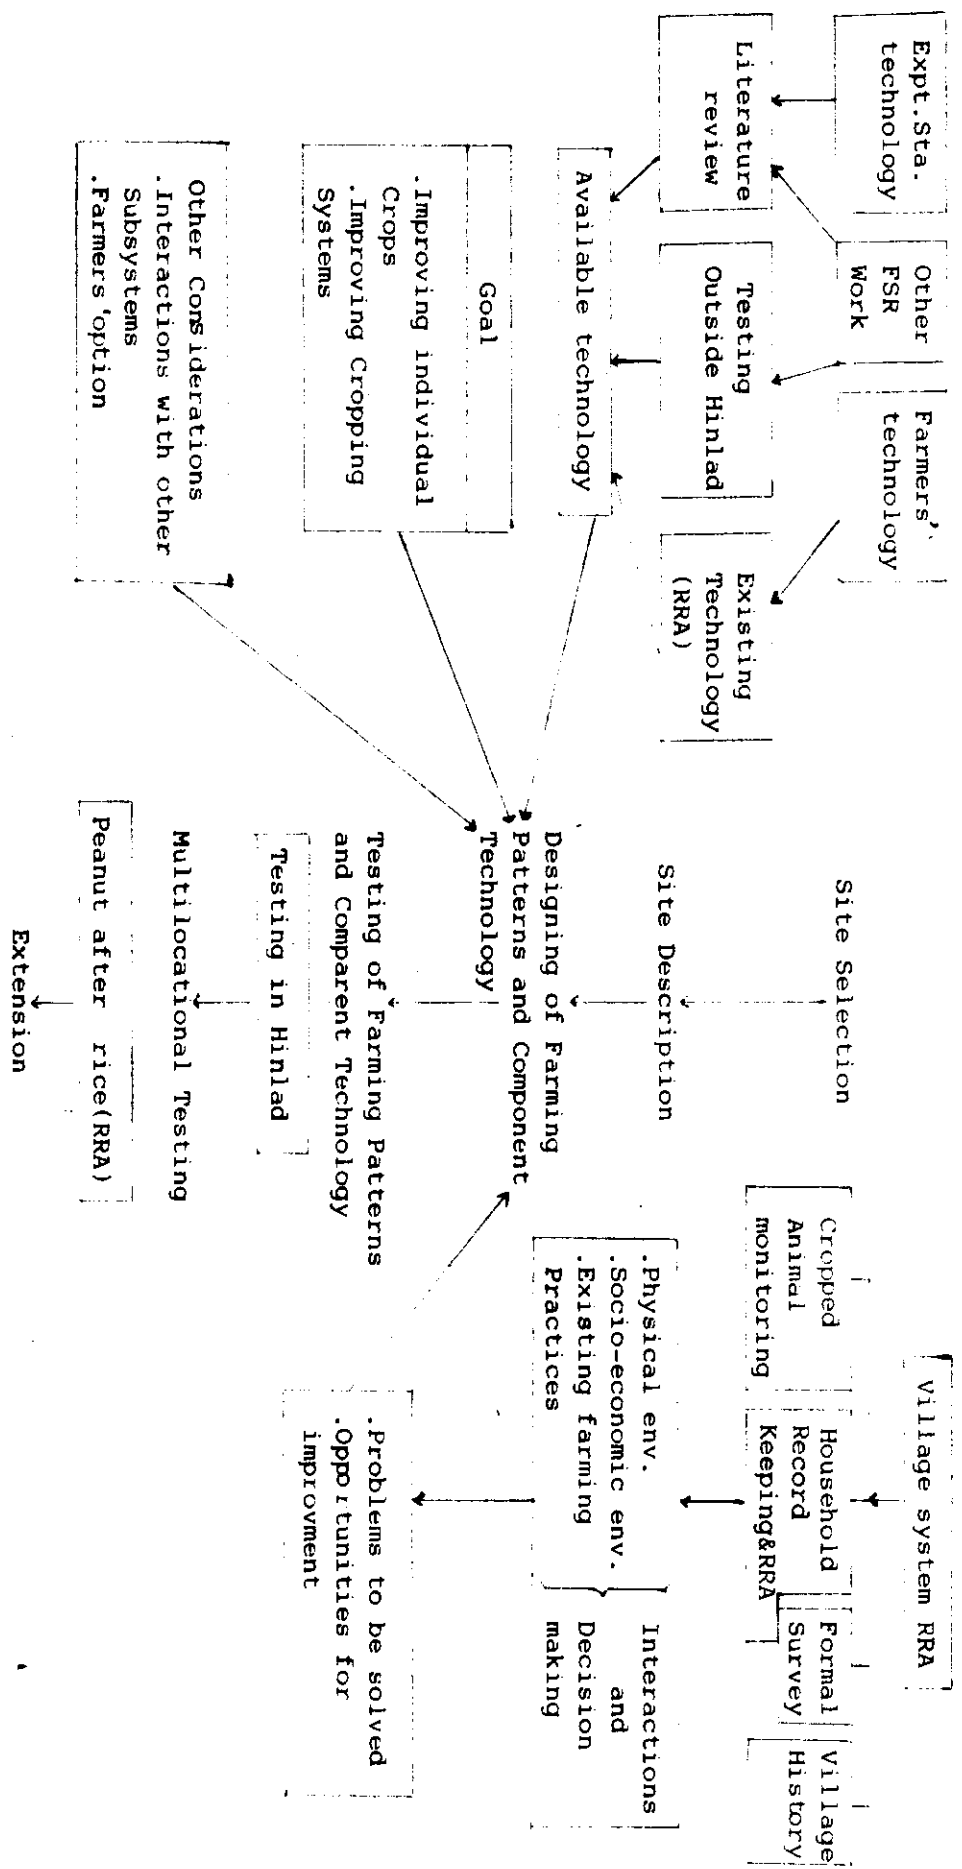 Expt.Sta.
technology
Other
FSR
Work
Farmers'
technology
Literature
review
Testing
Outside Hinlad
Existing
Technology
(RRA)
Available technology
Goal
.Improving individual
Crops
.Improving Cropping
Systems
Other Considerations
.Interactions with other
Subsystems
.Farmers'option
Site Selection
Site Description
Designing of Farming
Patterns and Component
Technology
Testing of Farming Patterns
and Comparent Technology
Testing in Hinlad
Multilocational Testing
Peanut after rice(RRA)
Extension
Village system RRA
Cropped
Animal
monitoring
Household
Record
Keeping&RRA
Formal
Survey
Village
History
.Physical env.
.Socio-economic env.
.Existing farming
Practices
Interactions
and
Decision
making
.Problems to be solved
.Opportunities for
improvment